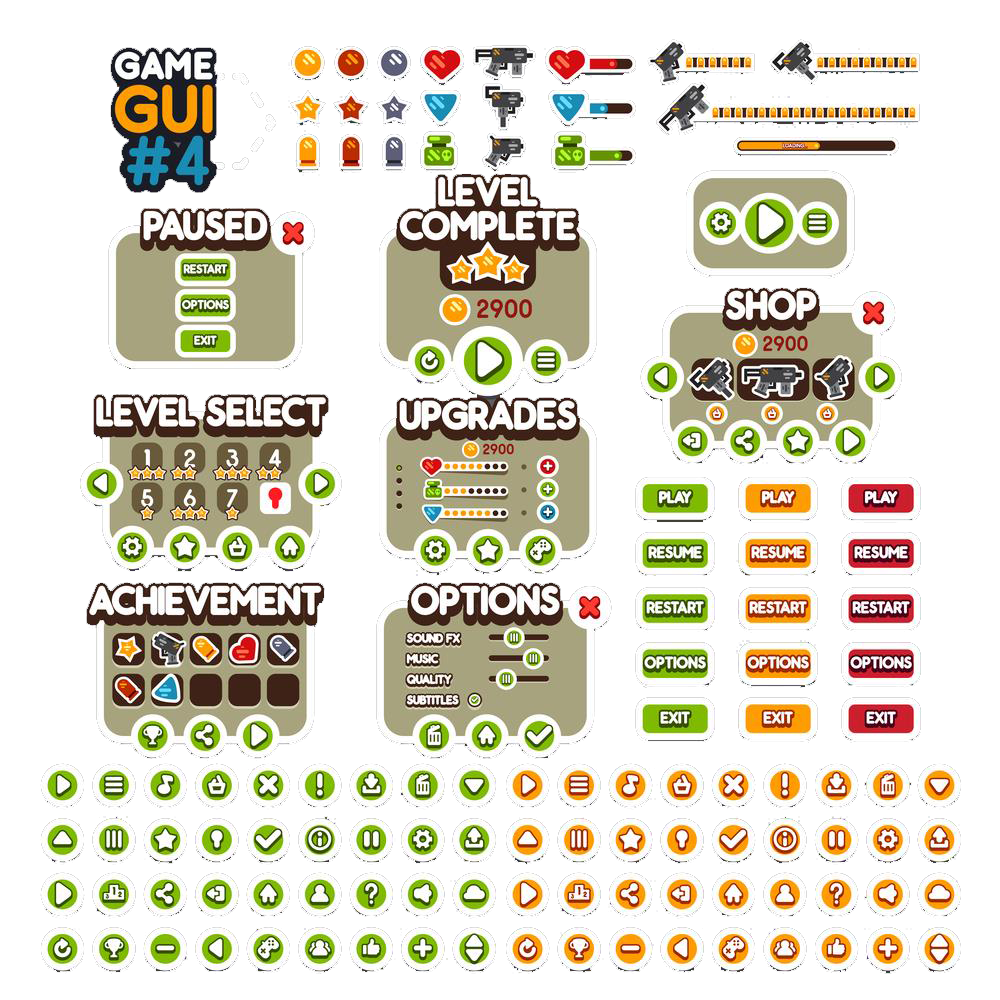 GAME
GUI
#4
LOADING...
PAUSED
RESTART
OPTIONS
EXIT
LEVEL
COMPLETE
2900
SHOP
2900
LEVEL SELECT
1 2 3 4
5 6 7
UPGRADES
2900
ACHIEVEMENT
OPTIONS
SOUND FX
MUSIC
QUALITY
SUBTITLES
PLAY PLAY PLAY
RESUME RESUME RESUME
RESTART RESTART RESTART
OPTIONS OPTIONS OPTIONS
EXIT EXIT EXIT